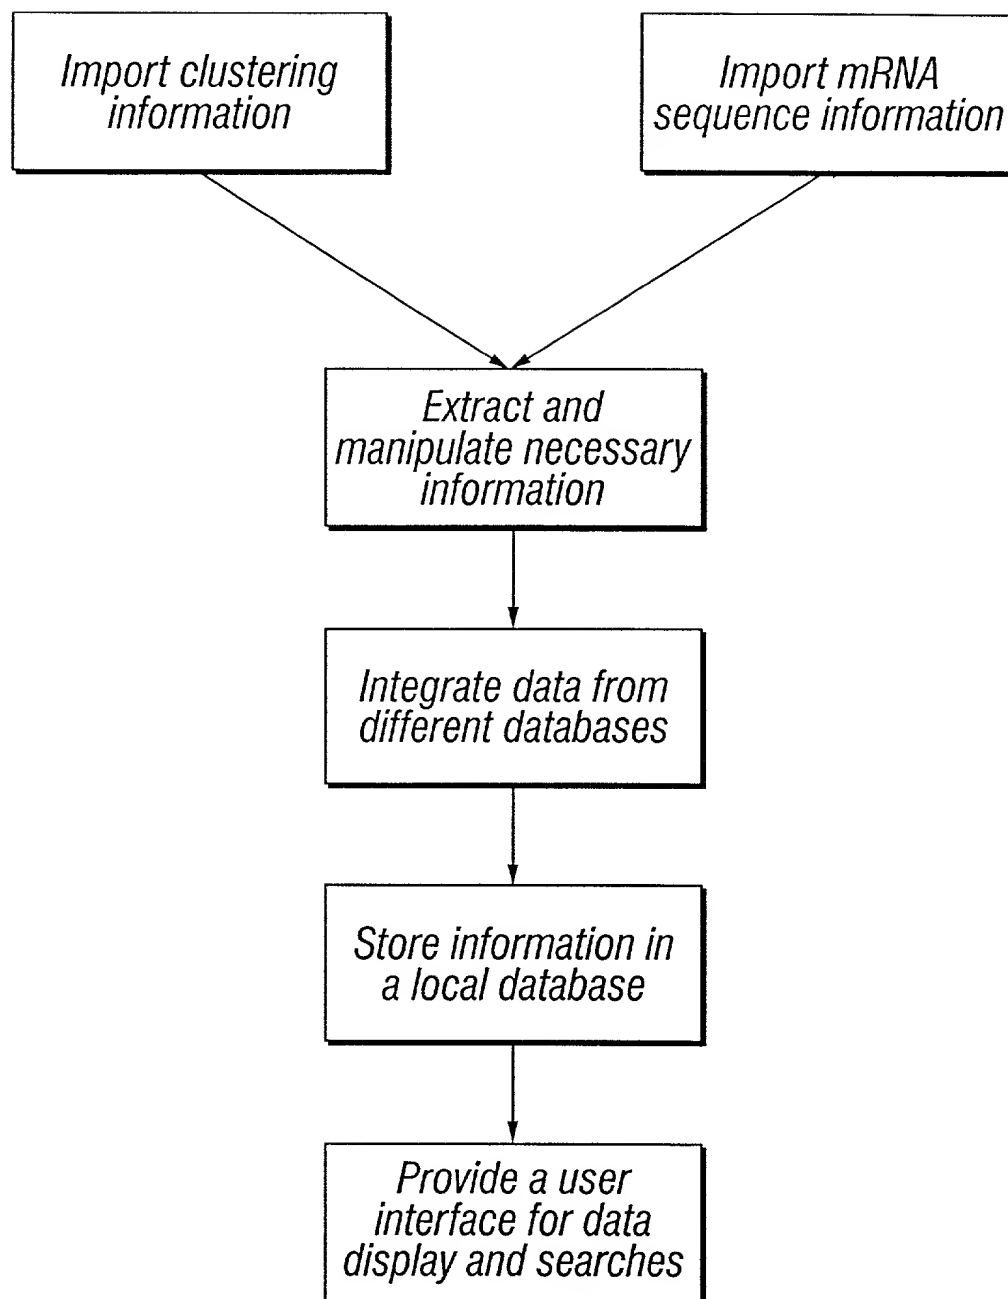 Import clustering
information
Import mRNA
sequence information
Extract and
manipulate necessary
information
Integrate data from
different databases
Store information in
a local database
Provide a user
interface for data
display and searches